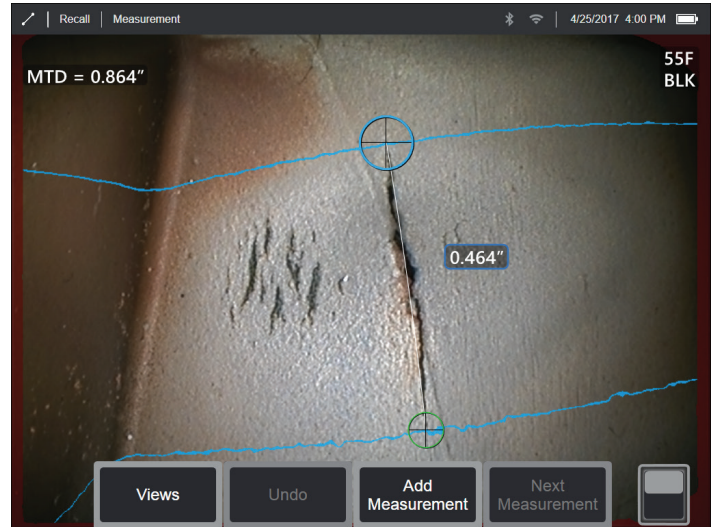 Recall | Measurement
4/25/2017 4:00 PM
MTD = 0.864"
55F
BLK
0.464"
Views
Undo
Add
Measurement
Next
Measurement